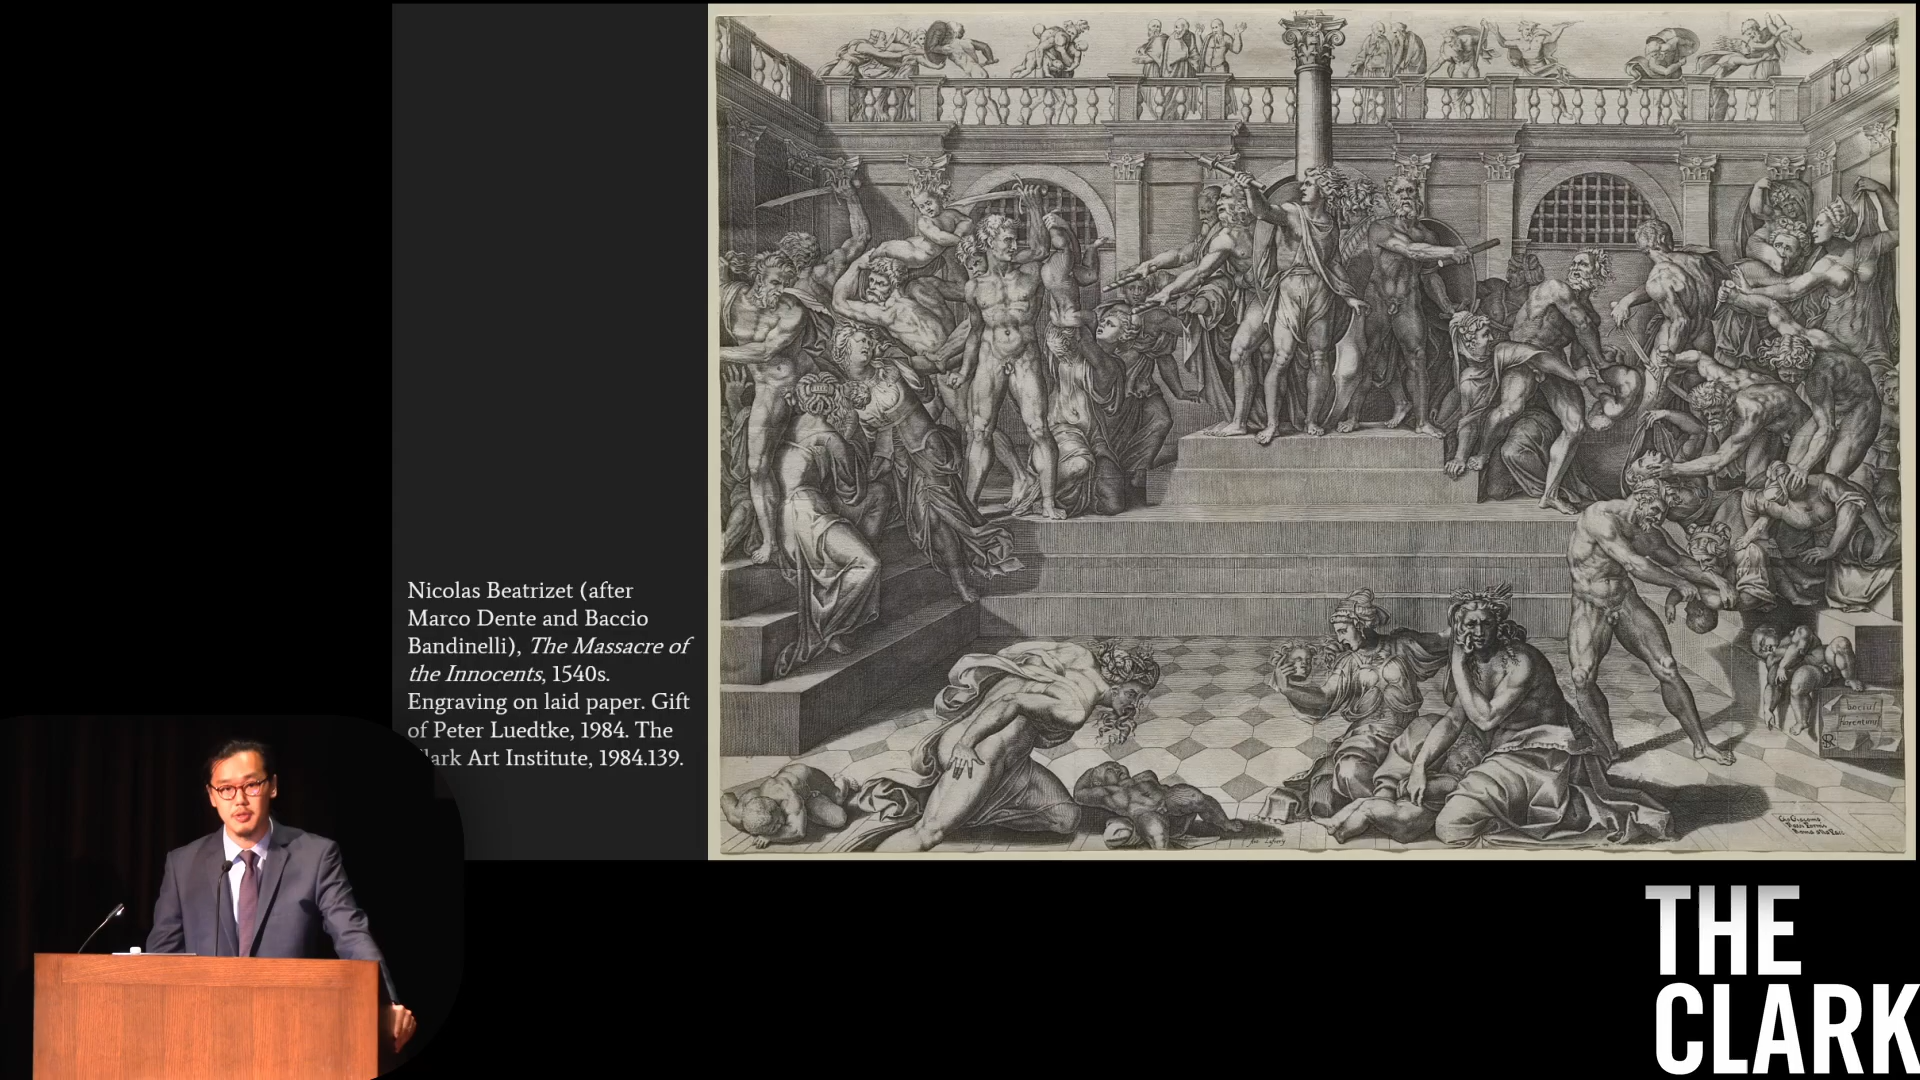 Nicolas Beatrizet (after
Marco Dente and Baccio
Bandinelli), The Massacre of
the Innocents, 1540s.
Engraving on laid paper. Gift
of Peter Luedtke, 1984. The
lark Art Institute, 1984.139.
THE
CLARK